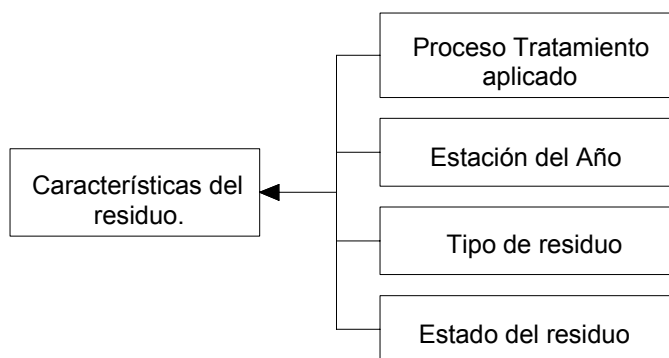 Proceso Tratamiento
aplicado
Estación del Año
Características del
residuo.
Tipo de residuo
Estado del residuo